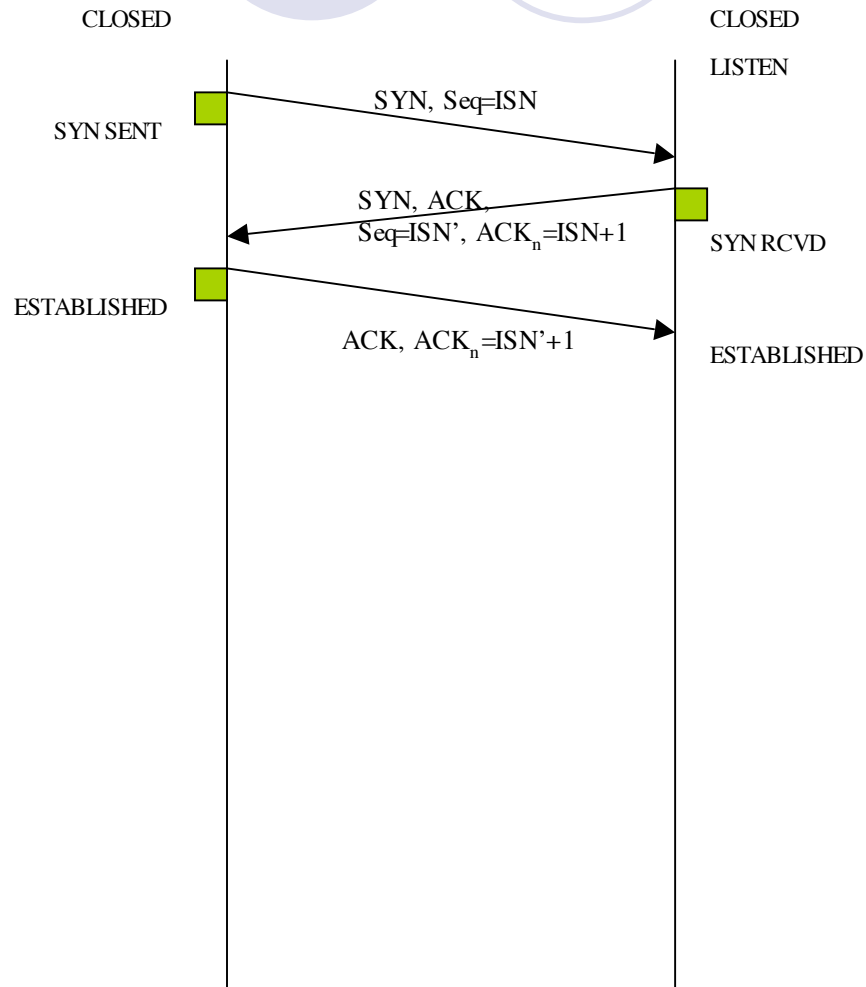 CLOSED
CLOSED
LISTEN
SYN, Seq=ISN
SYN SENT
SYN, ACK,
Seq=ISN’, ACKn=ISN+1
SYN RCVD
ESTABLISHED
ACK, ACKn=ISN’+1
ESTABLISHED